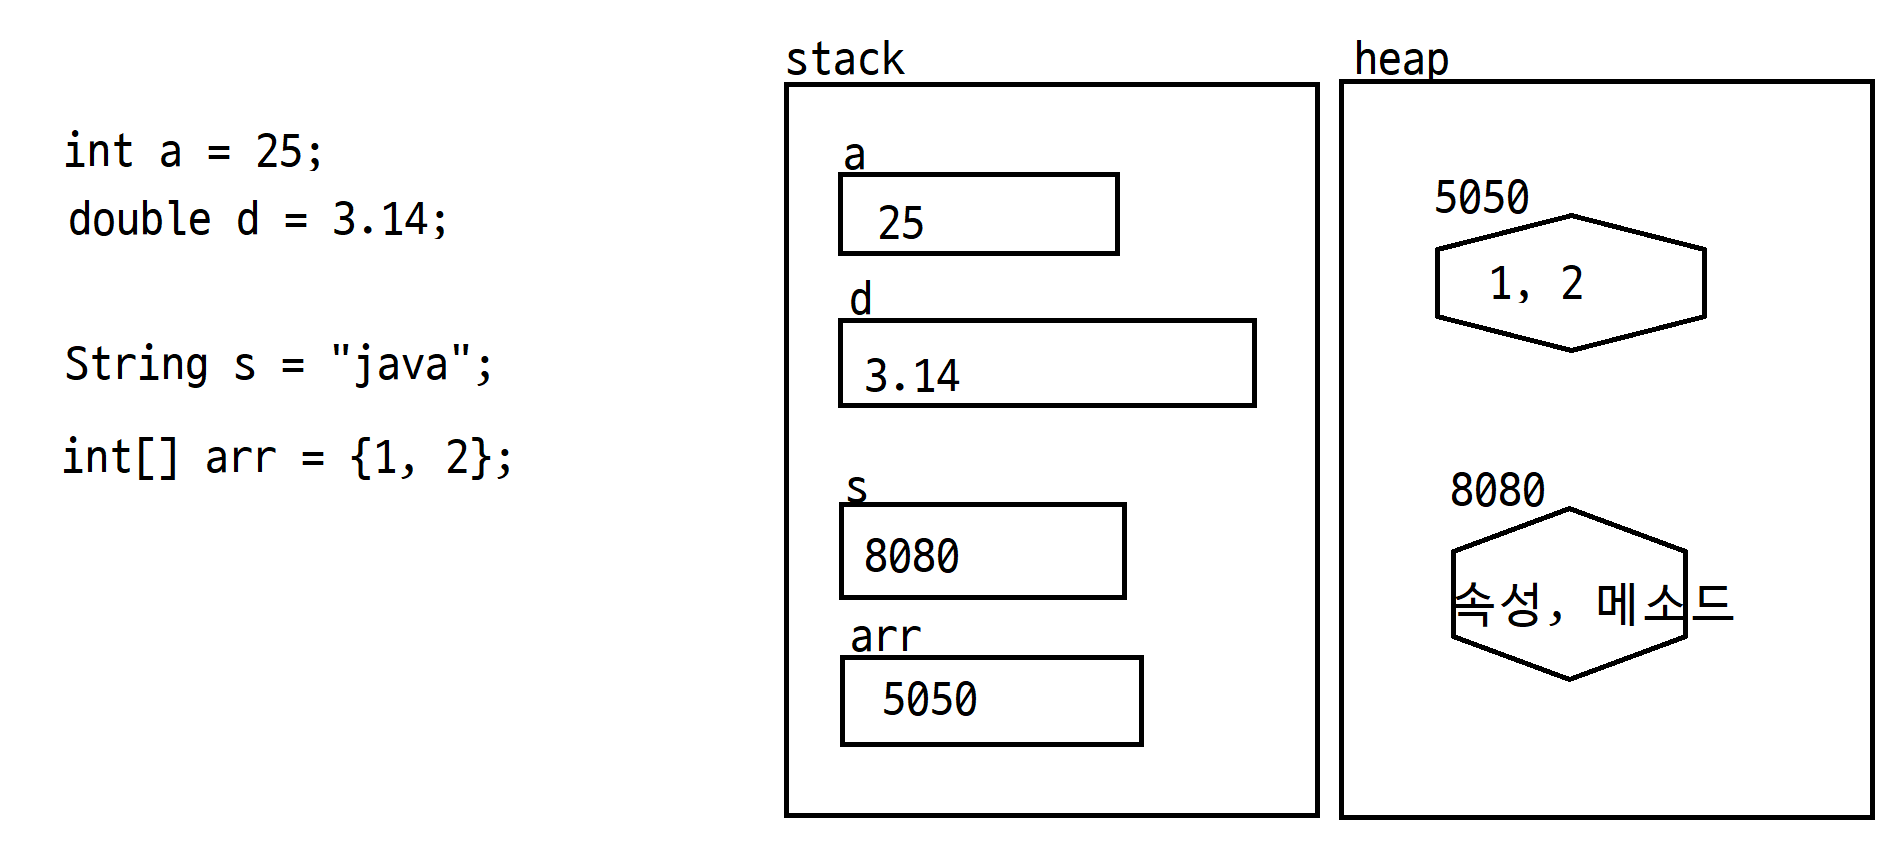 int a = 25;
double d = 3.14;
String s = "java";
int[] arr = {1, 2};
stack
a
25
d
3.14
s
8080
arr
5050
heap
5050
1, 2
8080
속성, 메소드